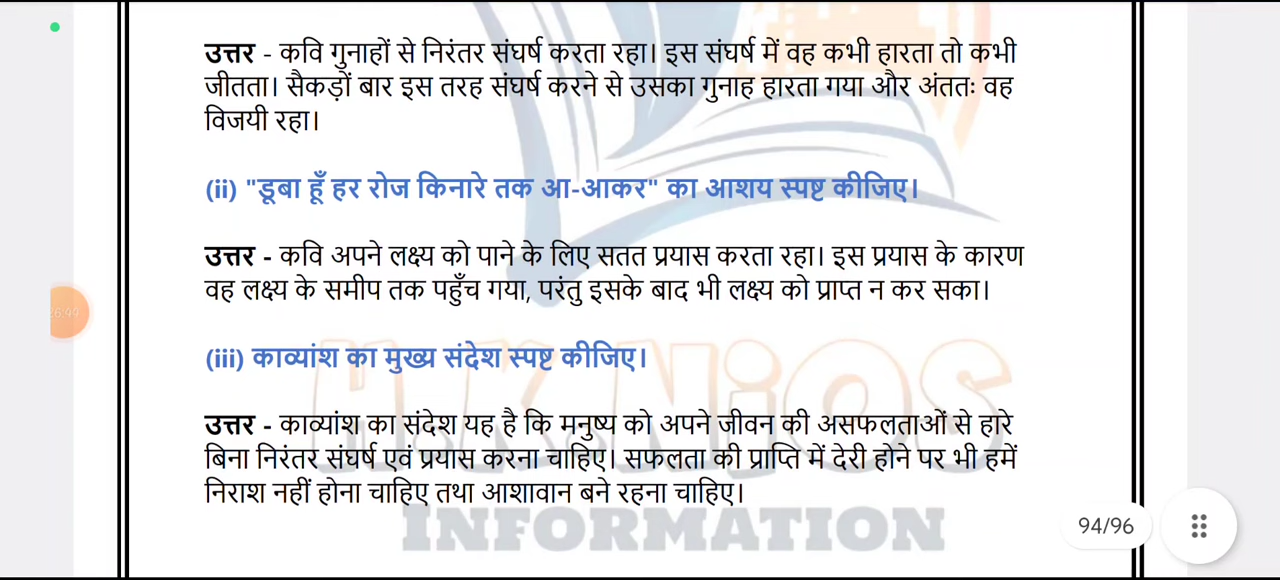 उत्तर - कवि गुनाहों से निरंतर संघर्ष करता रहा। इस संघर्ष में वह कभी हारता तो कभी
जीतता। सैकड़ों बार इस तरह संघर्ष करने से उसका गुनाह हारता गया और अंततः वह
विजयी रहा।
(ii) "डूबा हूँ हर रोज किनारे तक आ-आकर" का आशय स्पष्ट कीजिए।
उत्तर - कवि अपने लक्ष्य को पाने के लिए सतत प्रयास करता रहा। इस प्रयास के कारण
वह लक्ष्य के समीप तक पहुँच गया, परंतु इसके बाद भी लक्ष्य को प्राप्त न कर सका।
(iii) काव्यांश का मुख्य संदेश स्पष्ट कीजिए।
H.K.NiOS
उत्तर - काव्यांश का संदेश यह है कि मनुष्य को अपने जीवन की असफलताओं से हारे
बिना निरंतर संघर्ष एवं प्रयास करना चाहिए। सफलता की प्राप्ति में देरी होने पर भी हमें
निराश नहीं होना चाहिए तथा आशावान बने रहना चाहिए।
INFORMATION
94/96